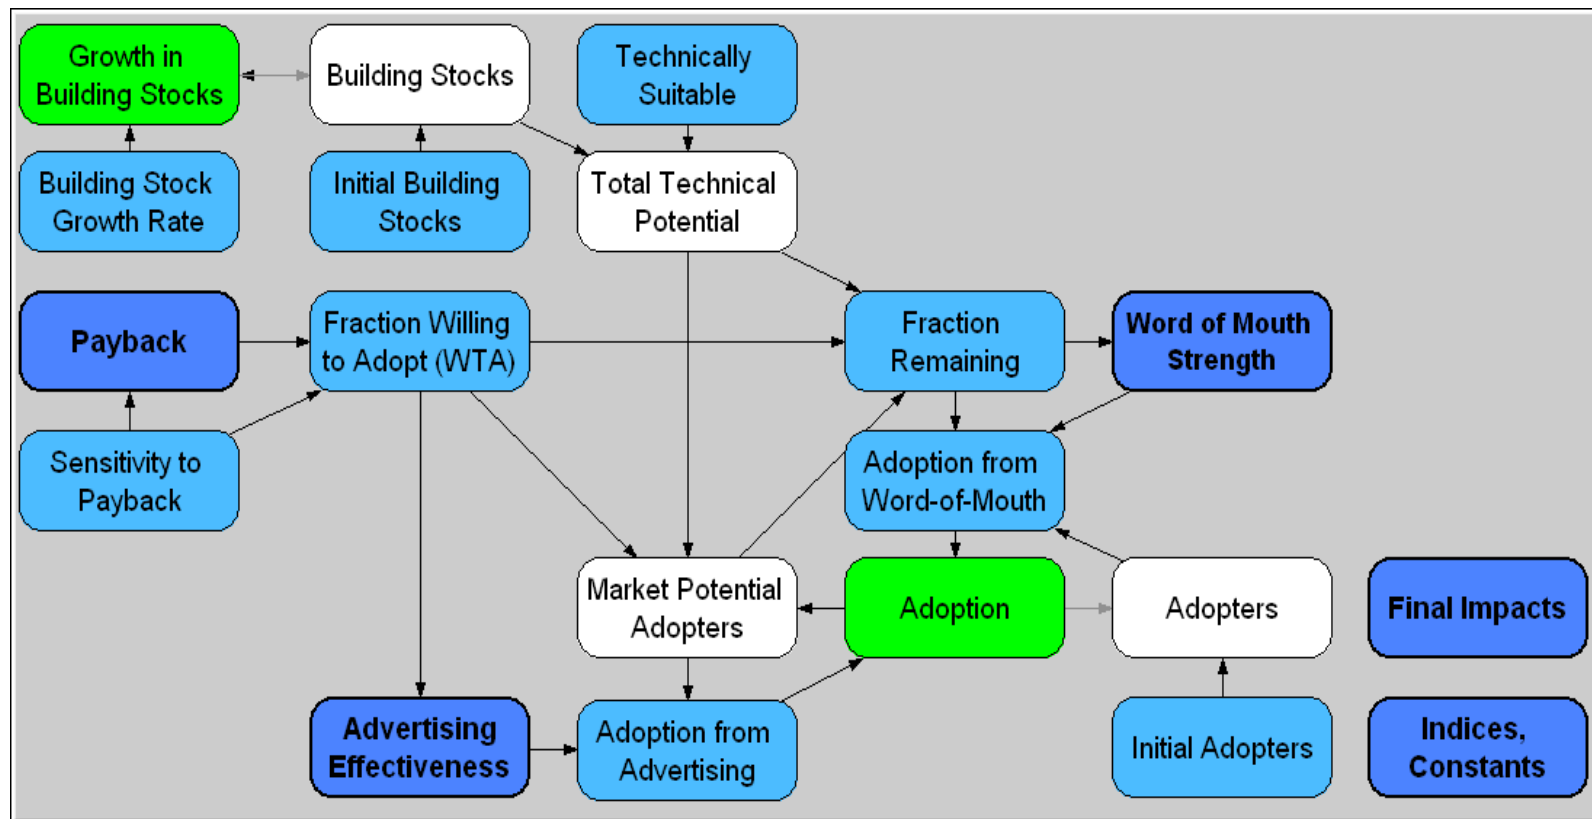 Growth in
Building Stocks
Building Stocks
Technically
Suitable
Building Stock
Growth Rate
Initial Building
Stocks
Total Technical
Potential
Payback
Fraction Willing
to Adopt (WTA)
Fraction
Remaining
Word of Mouth
Strength
Sensitivity to
Payback
Adoption from
Word-of-Mouth
Market Potential
Adopters
Adoption
Adopters
Final Impacts
Advertising
Effectiveness
Adoption from
Advertising
Initial Adopters
Indices,
Constants